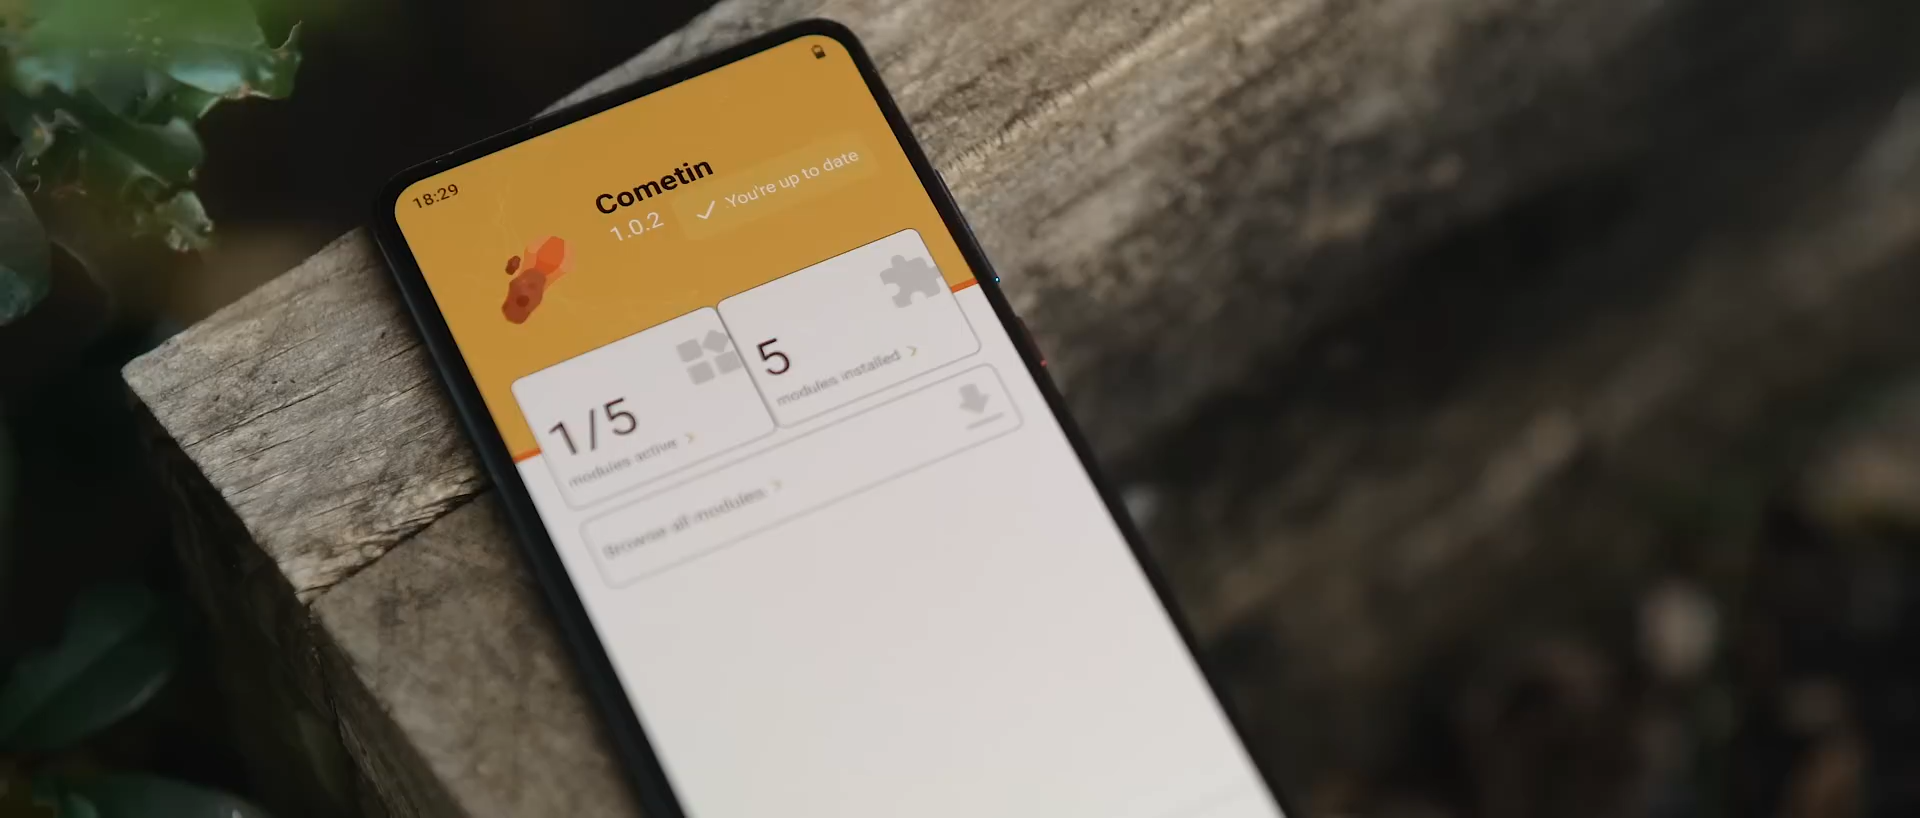 18:29
Cometin
1.0.2
You're up to date
1/5
modules active
5
modules installed
Browse all modules